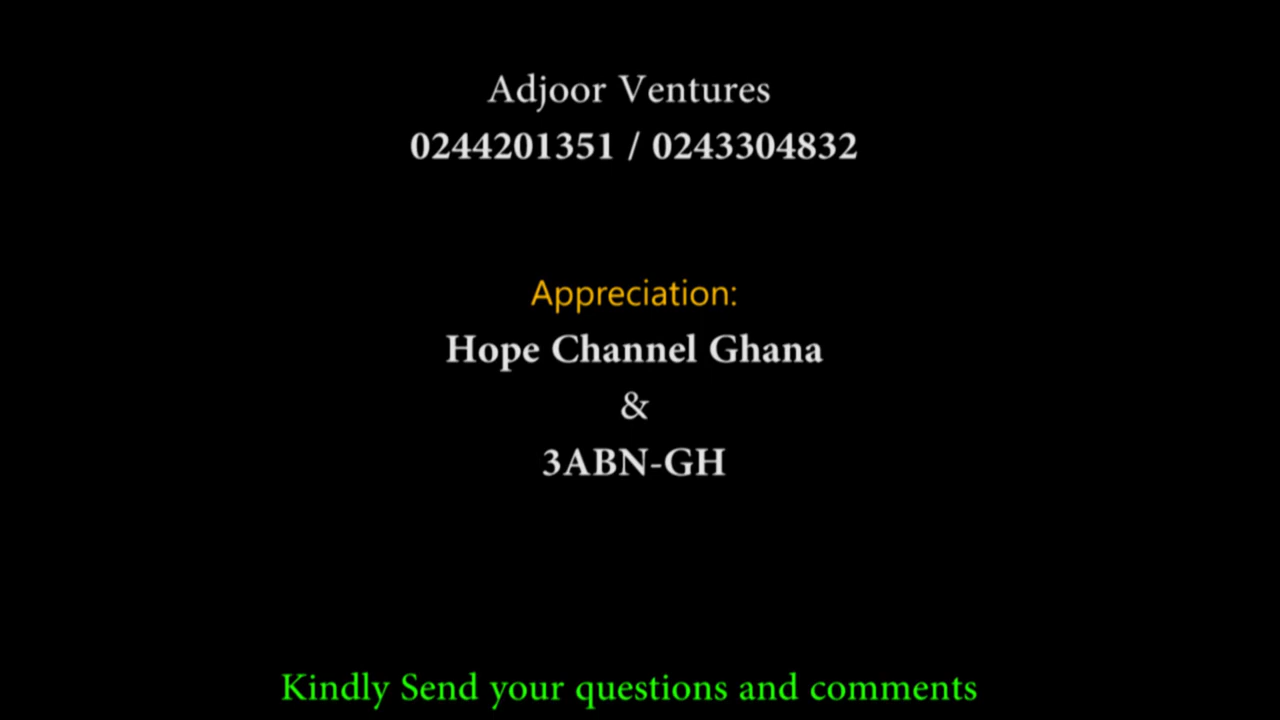 Adjoor Ventures
0244201351 / 0243304832
Appreciation:
Hope Channel Ghana
&
3ABN-GH
Kindly Send your questions and comments